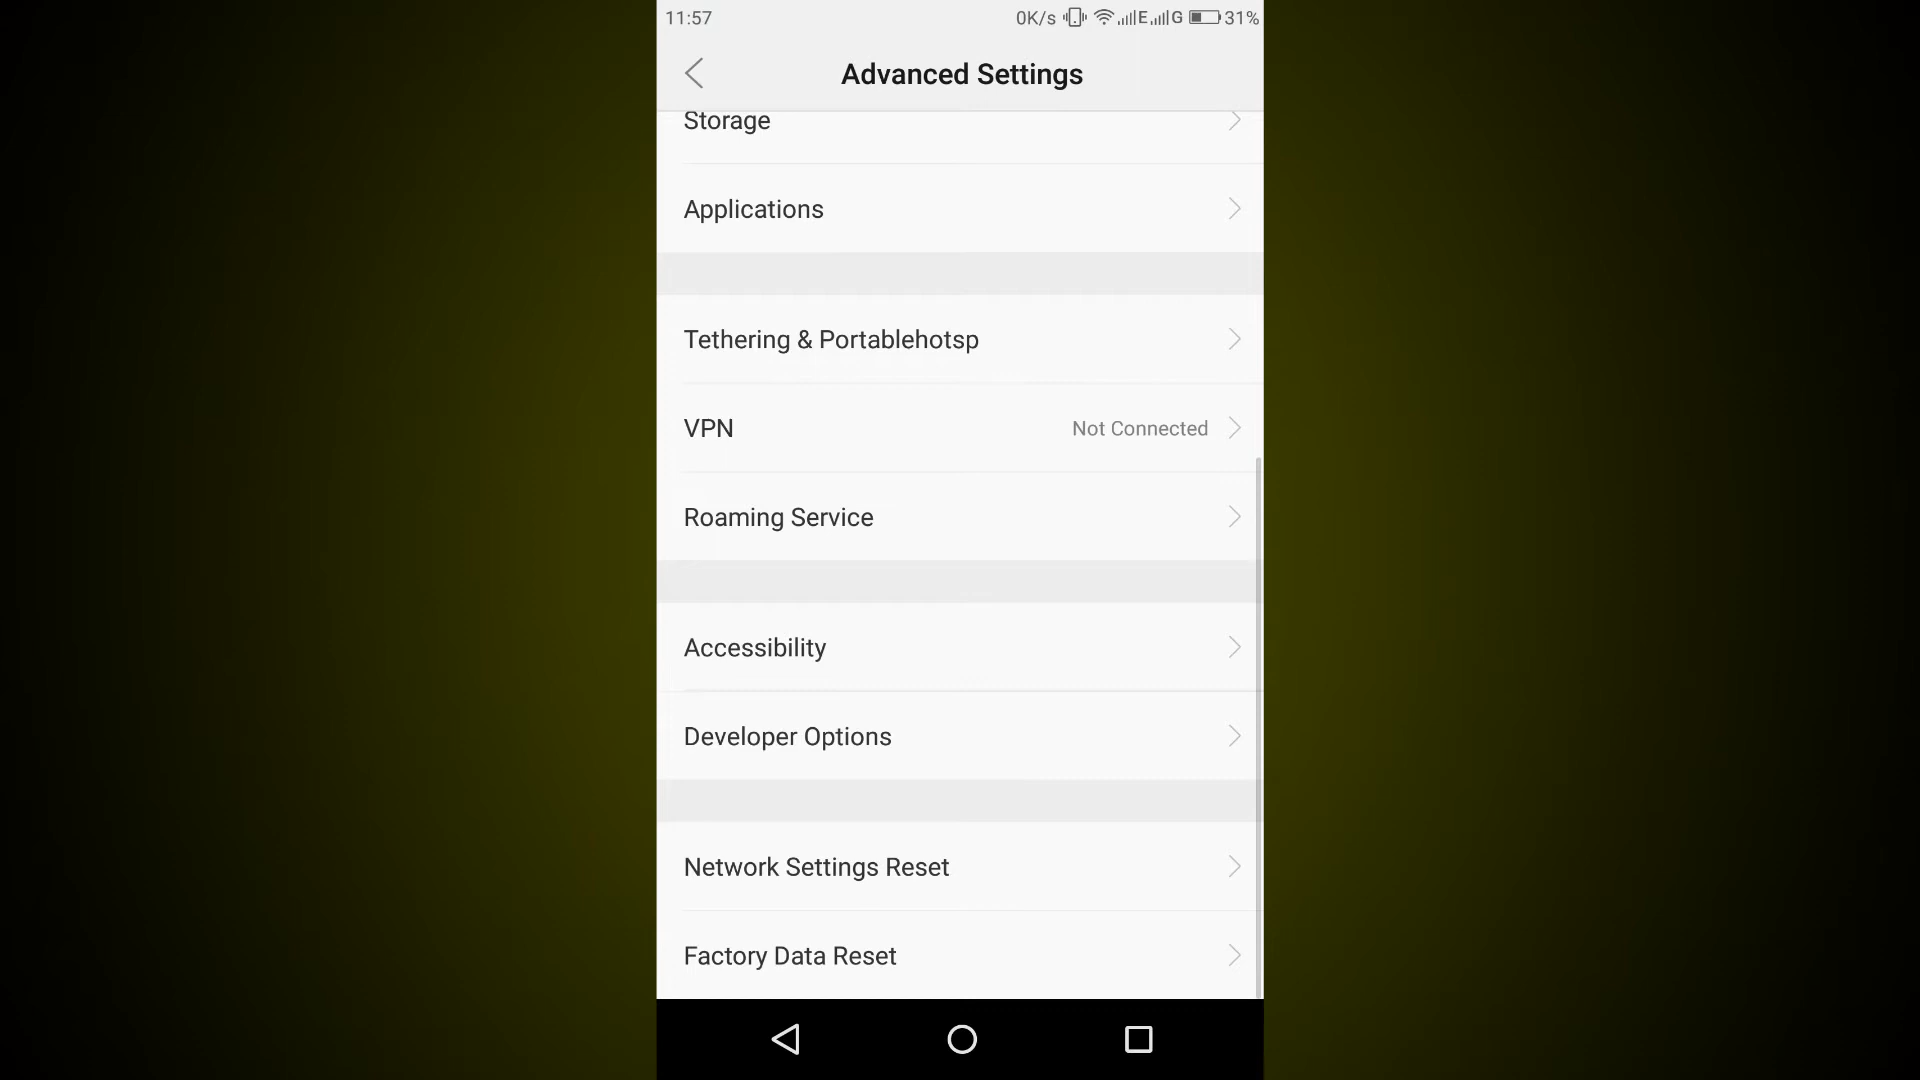 11:57 0K/s E G 31%
Advanced Settings
Storage
Applications
Tethering & Portablehotsp
VPN Not Connected
Roaming Service
Accessibility
Developer Options
Network Settings Reset
Factory Data Reset